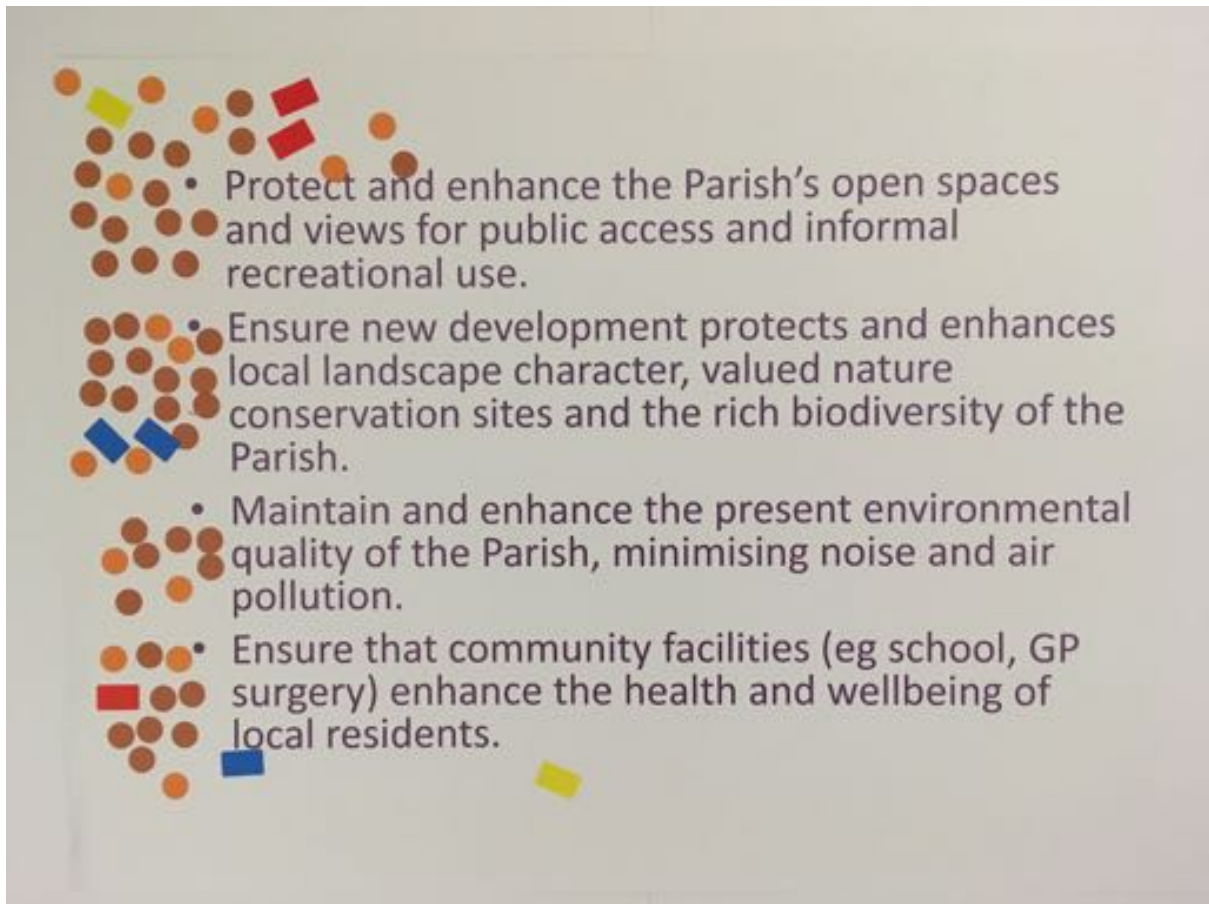 • Protect and enhance the Parish's open spaces
and views for public access and informal
recreational use.
• Ensure new development protects and enhances
local landscape character, valued nature
conservation sites and the rich biodiversity of the
Parish.
• Maintain and enhance the present environmental
quality of the Parish, minimising noise and air
pollution.
• Ensure that community facilities (eg school, GP
surgery) enhance the health and wellbeing of
local residents.